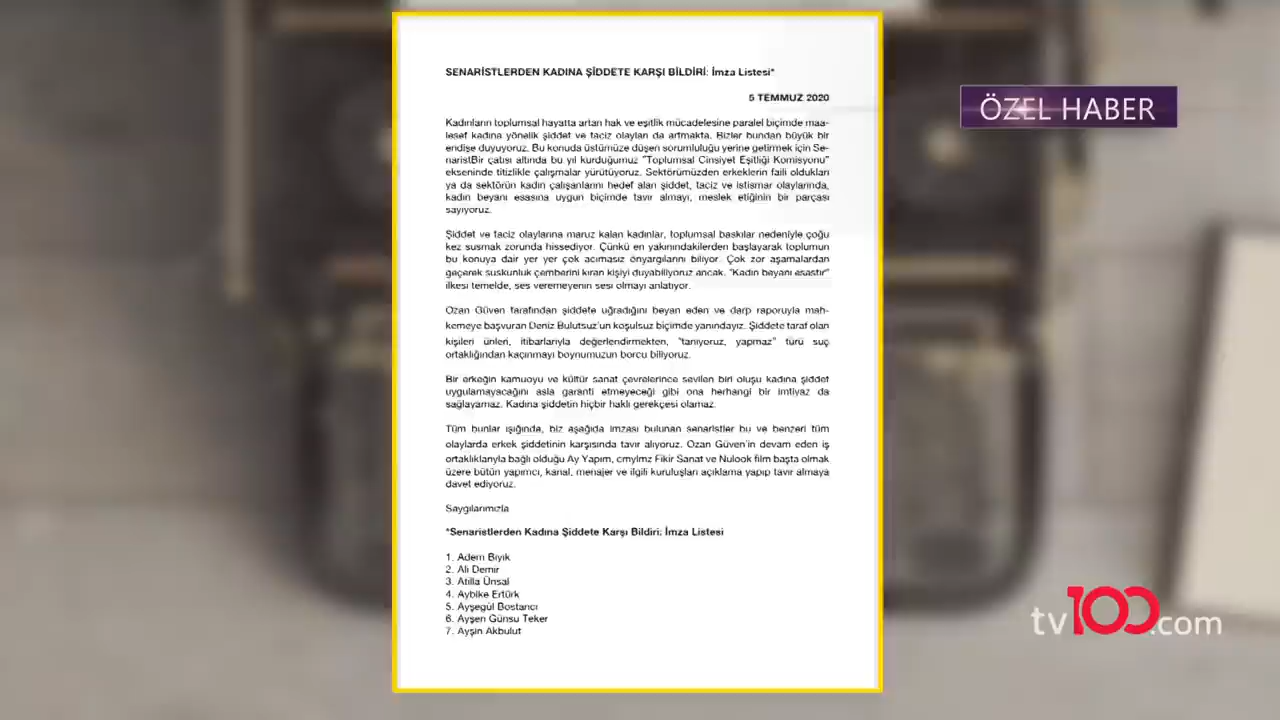 SENARİSTLERDEN KADINA ŞİDDETE KARŞI BİLDİRİ: İmza Listesi*
5 TEMMUZ 2020
Kadınların toplumsal hayatta artan hak ve eşitlik mücadelesine paralel biçimde maa-
lesef kadına yönelik şiddet ve taciz olayları da artmakta. Bizler bundan büyük bir
endişe duyuyoruz. Bu konuda üstümüze düşen sorumluluğu yerine getirmek için Se-
naristBir çatısı altında bu yıl kurduğumuz "Toplumsal Cinsiyet Eşitliği Komisyonu"
ekseninde titizlikle çalışmalar yürütüyoruz. Sektörümüzden erkeklerin faili oldukları
ya da sektörün kadın çalışanlarını hedef alan şiddet, taciz ve istismar olaylarında,
kadın beyanı esasına uygun biçimde tavır almayı, meslek etiğinin bir parçası
sayıyoruz.
Şiddet ve taciz olaylarına maruz kalan kadınlar, toplumsal baskılar nedeniyle çoğu
kez susmak zorunda hissediyor. Çünkü en yakınındakilerden başlayarak toplumun
bu konuya dair yer yer çok acımasız önyargılarını biliyor. Çok zor aşamalardan
geçerek suskunluk çemberini kıran kişiyi duyabiliyoruz ancak. "Kadın beyanı esastır"
ilkesi temelde, ses veremeyenin sesi olmayı anlatıyor.
Ozan Güven tarafından şiddete uğradığını beyan eden ve darp raporuyla mah-
kemeye başvuran Deniz Bulutsuz'un koşulsuz biçimde yanındayız. Şiddete taraf olan
kişileri ünleri, itibarlarıyla değerlendirmekten, "tanıyoruz, yapmaz" türü suç
ortaklığından kaçınmayı boynumuzun borcu biliyoruz.
Bir erkeğin kamuoyu ve kültür sanat çevrelerince sevilen biri oluşu kadına şiddet
uygulamayacağını asla garanti etmeyeceği gibi ona herhangi bir imtiyaz da
sağlayamaz. Kadına şiddetin hiçbir haklı gerekçesi olamaz.
Tüm bunlar ışığında, biz aşağıda imzası bulunan senaristler bu ve benzeri tüm
olaylarda erkek şiddetinin karşısında tavır alıyoruz. Ozan Güven'in devam eden iş
ortaklıklarıyla bağlı olduğu Ay Yapım, cmylmz Fikir Sanat ve Nulook film başta olmak
üzere bütün yapımcı, kanal, menajer ve ilgili kuruluşları açıklama yapıp tavır almaya
davet ediyoruz.
Saygılarımızla
*Senaristlerden Kadına Şiddete Karşı Bildiri: İmza Listesi
1. Adem Bıyık
2. Ali Demir
3. Atilla Ünsal
4. Aybike Ertürk
5. Ayşegül Bostancı
6. Ayşen Günsu Teker
7. Ayşin Akbulut
ÖZEL HABER
tv100.com